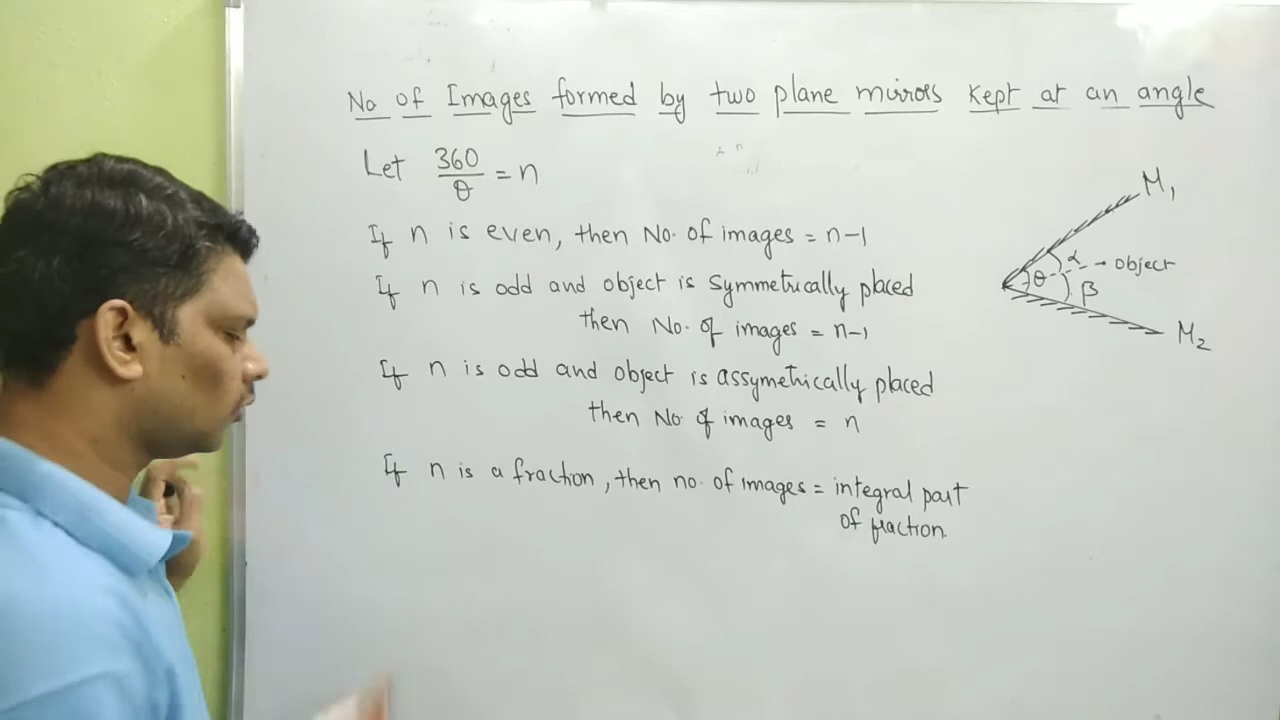 No of Images formed by two plane mirrors kept at an angle
Let 360/θ = n
If n is even, then No. of images = n-1
If n is odd and object is symmetrically placed
then No. of images = n-1
If n is odd and object is assymetrically placed
then No of images = n
If n is a fraction, then no. of images = integral part
of fraction.
M1
α
object
θ
β
M2